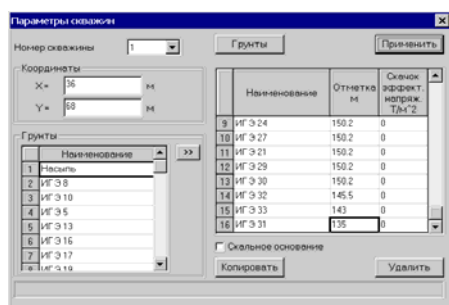 Параметры скважин
Номер скважины 1 Грунты Применить
Координаты
X= 36 м
Y= 68 м
Грунты
Наименование >>
1 Насыпь
2 ИГЭ 8
3 ИГЭ 10
4 ИГЭ 5
5 ИГЭ 13
6 ИГЭ 16
7 ИГЭ 17
8 ИГЭ 19
Наименование Отметка м Скачок эффект. напряж. Т/м^2
9 ИГЭ 24 150.2 0
10 ИГЭ 27 150.2 0
11 ИГЭ 21 150.2 0
12 ИГЭ 29 150.2 0
13 ИГЭ 30 150.2 0
14 ИГЭ 32 145.5 0
15 ИГЭ 33 143 0
16 ИГЭ 31 135 0
Скальное основание
Копировать Удалить